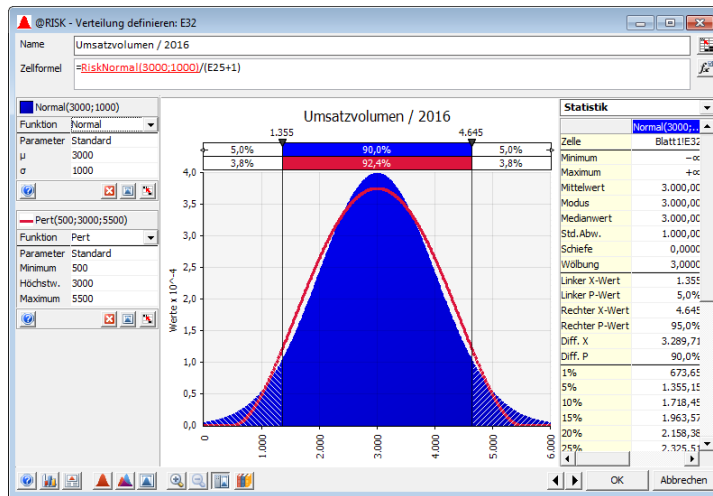 @RISK - Verteilung definieren: E32
Name
Umsatzvolumen / 2016
Zellformel
=RiskNormal(3000;1000)/(E25+1)
Normal(3000;1000)
Funktion Normal
Parameter Standard
µ 3000
σ 1000
Pert(500;3000;5500)
Funktion Pert
Parameter Standard
Minimum 500
Höchstw. 3000
Maximum 5500
Umsatzvolumen / 2016
1.355 4.645
5,0% 90,0% 5,0%
3,8% 92,4% 3,8%
4,0
3,5
3,0
2,5
2,0
1,5
1,0
0,5
0,0
Werte x 10^-4
0 1.000 2.000 3.000 4.000 5.000 6.000
Statistik
Normal(3000;..
Zelle Blatt1!E32
Minimum -∞
Maximum +∞
Mittelwert 3.000,00
Modus 3.000,00
Medianwert 3.000,00
Std.Abw. 1.000,00
Schiefe 0,0000
Wölbung 3,0000
Linker X-Wert 1.355
Linker P-Wert 5,0%
Rechter X-Wert 4.645
Rechter P-Wert 95,0%
Diff. X 3.289,71
Diff. P 90,0%
1% 673,65
5% 1.355,15
10% 1.718,45
15% 1.963,57
20% 2.158,38
25% 2.325,51
OK Abbrechen